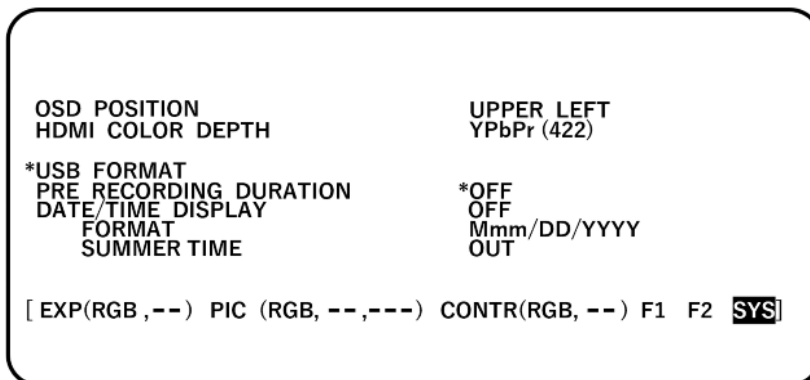 OSD POSITION UPPER LEFT
HDMI COLOR DEPTH YPbPr (422)
*USB FORMAT
PRE RECORDING DURATION *OFF
DATE/TIME DISPLAY OFF
FORMAT Mmm/DD/YYYY
SUMMER TIME OUT
[ EXP(RGB ,--) PIC (RGB, --,---) CONTR(RGB, --) F1 F2 SYS]